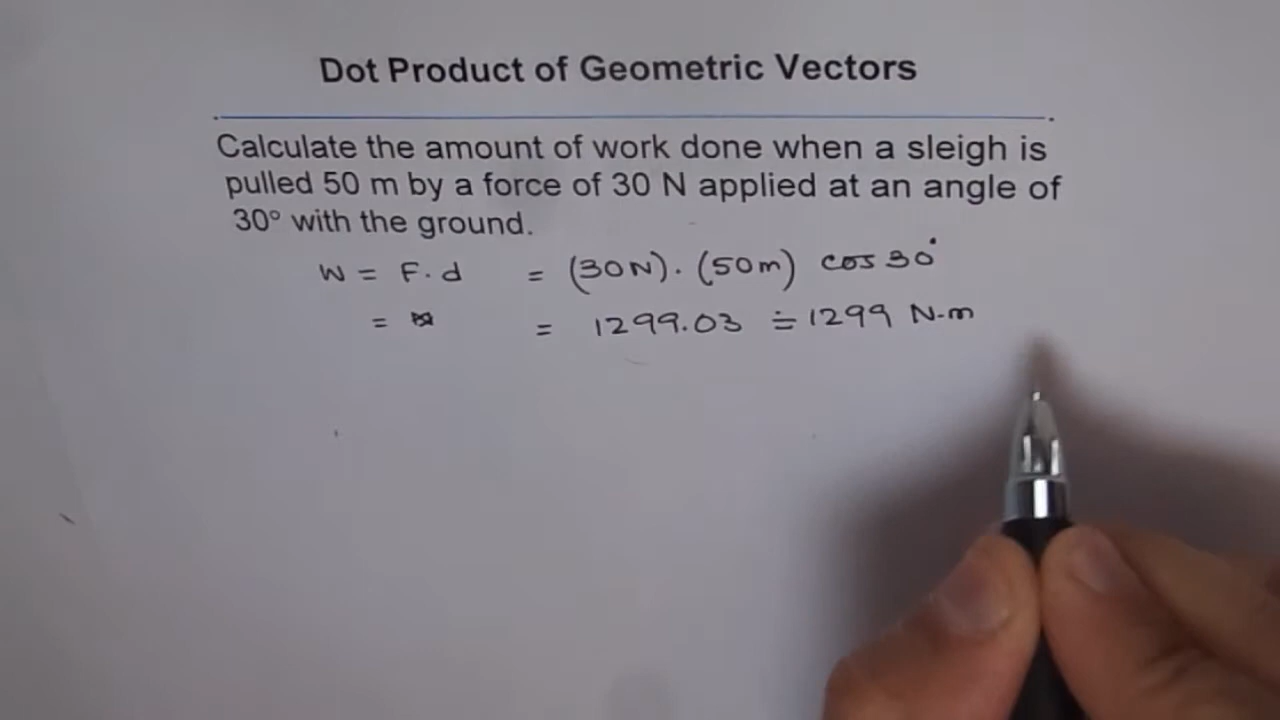 Dot Product of Geometric Vectors
Calculate the amount of work done when a sleigh is
pulled 50 m by a force of 30 N applied at an angle of
30° with the ground.
W = F.d = (30N).(50m) cos 30°
= = 1299.03 ≐ 1299 N-m